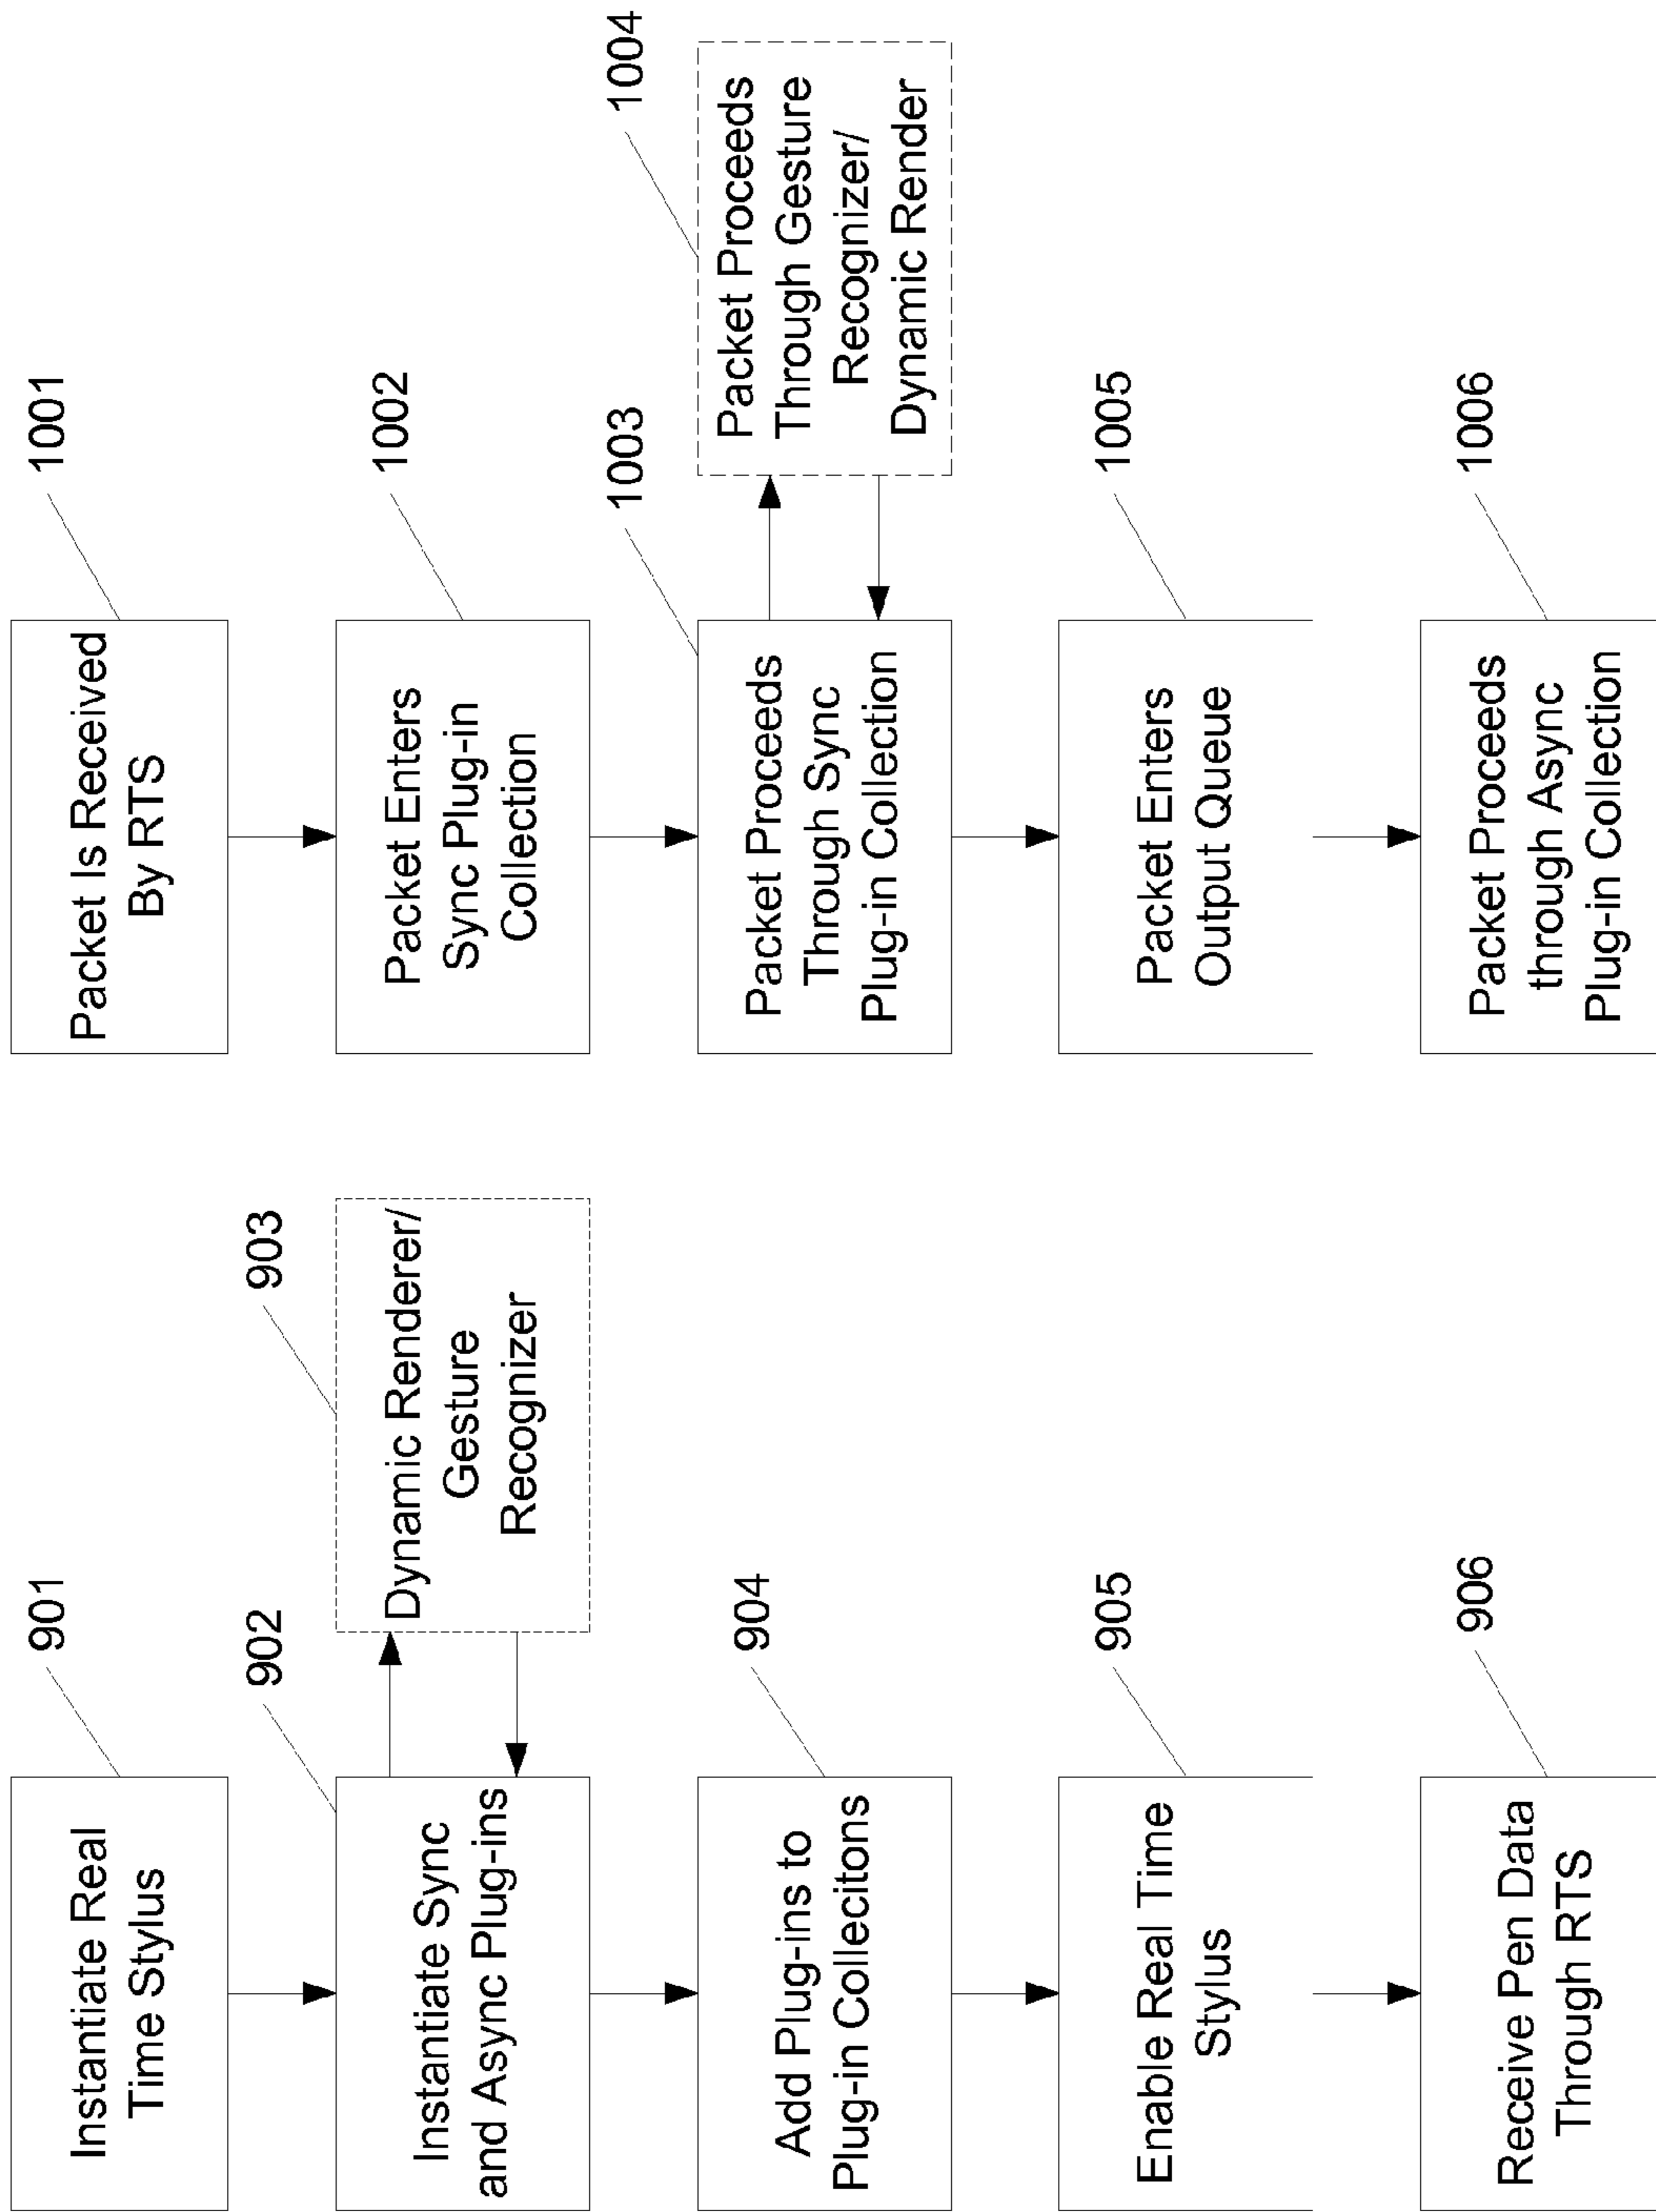 901
Instantiate Real
Time Stylus
902
Instantiate Sync
and Async Plug-ins
903
Dynamic Renderer/
Gesture
Recognizer
904
Add Plug-ins to
Plug-in Collecitons
905
Enable Real Time
Stylus
906
Receive Pen Data
Through RTS
1001
Packet Is Received
By RTS
1002
Packet Enters
Sync Plug-in
Collection
1003
Packet Proceeds
Through Sync
Plug-in Collection
1004
Packet Proceeds
Through Gesture
Recognizer/
Dynamic Render
1005
Packet Enters
Output Queue
1006
Packet Proceeds
through Async
Plug-in Collection